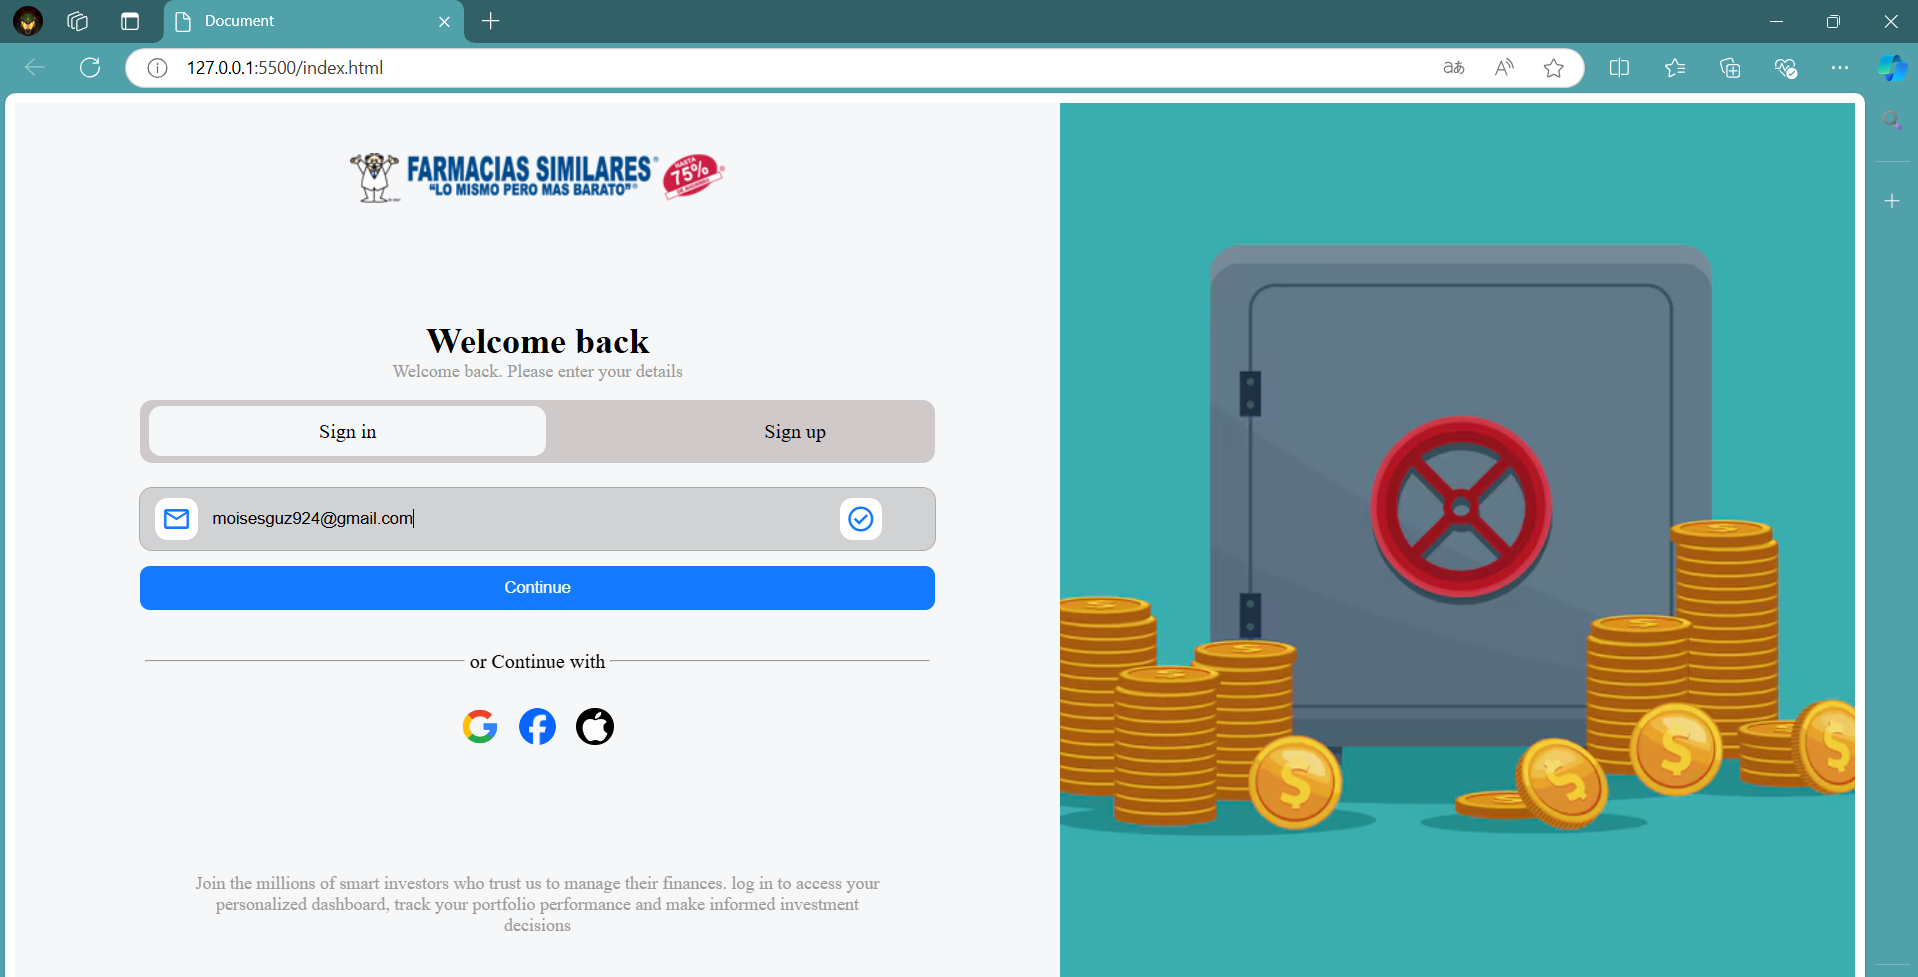 Document
127.0.0.1:5500/index.html
FARMACIAS SIMILARES®
"LO MISMO PERO MAS BARATO"®
HASTA
75%
DE AHORRO
Welcome back
Welcome back. Please enter your details
Sign in
Sign up
moisesguz924@gmail.com
Continue
or Continue with
Join the millions of smart investors who trust us to manage their finances. log in to access your
personalized dashboard, track your portfolio performance and make informed investment
decisions